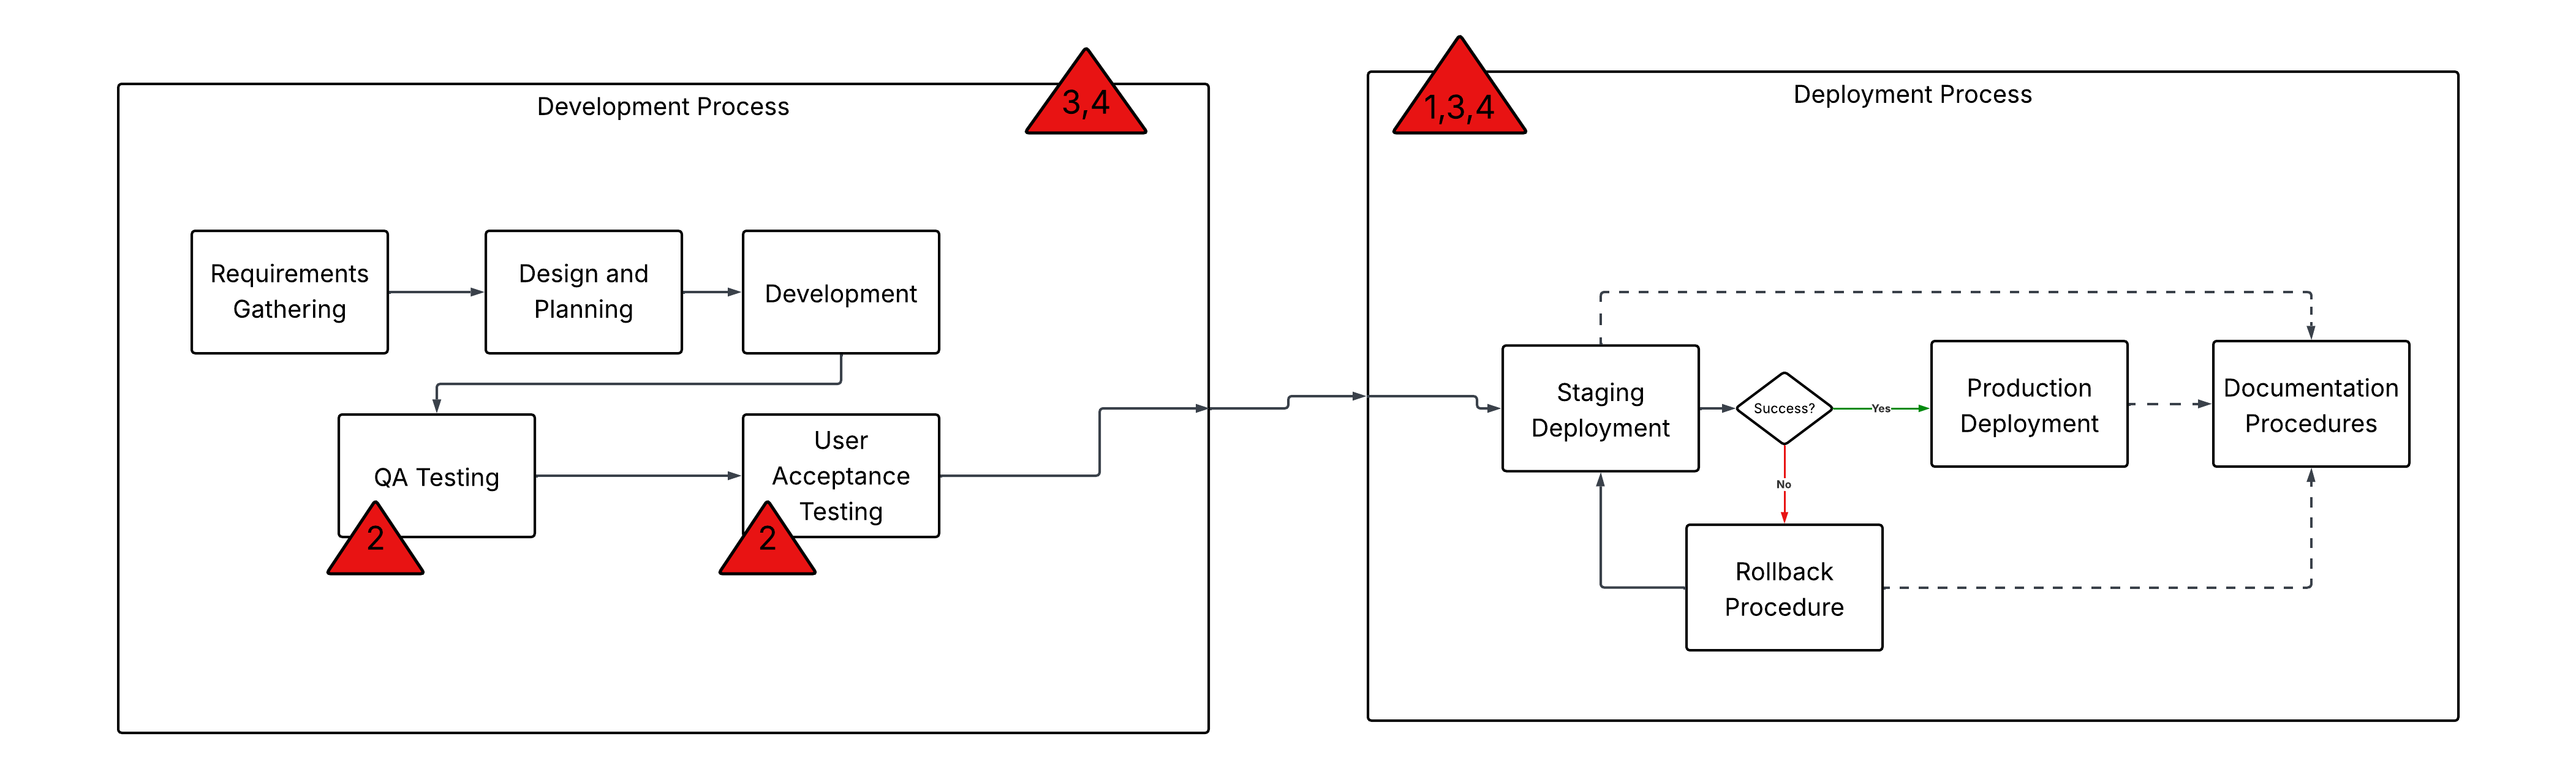 Development Process
3,4
Requirements
Gathering
Design and
Planning
Development
QA Testing
2
User
Acceptance
Testing
2
Deployment Process
1,3,4
Staging
Deployment
Success?
Yes
No
Production
Deployment
Documentation
Procedures
Rollback
Procedure